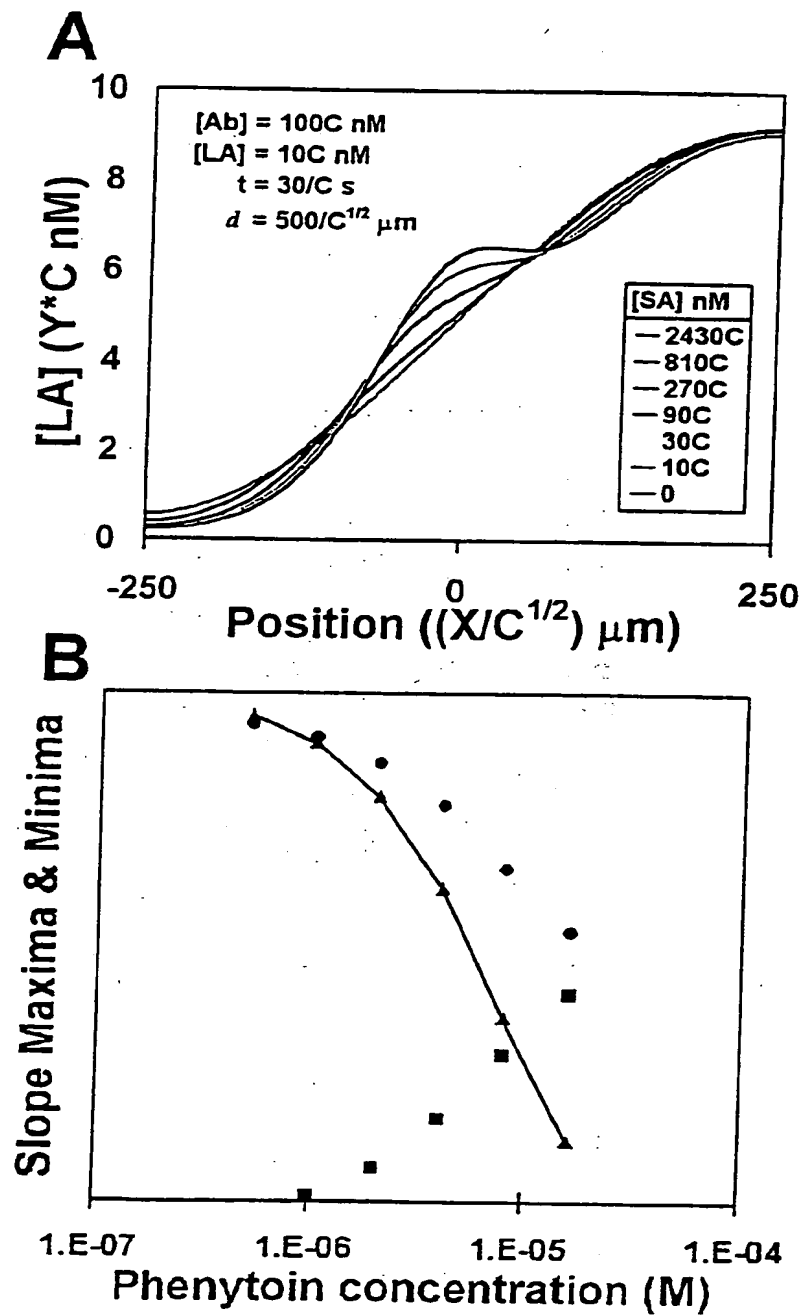 A
10
8
6
4
2
0
[LA] (Y*C nM)
[Ab] = 100C nM
[LA] = 10C nM
t = 30/C s
d = 500/C1/2 μm
[SA] nM
2430C
810C
270C
90C
30C
10C
0
-250
0
250
Position ((X/C1/2) μm)
B
Slope Maxima & Minima
1.E-07
1.E-06
1.E-05
1.E-04
Phenytoin concentration (M)